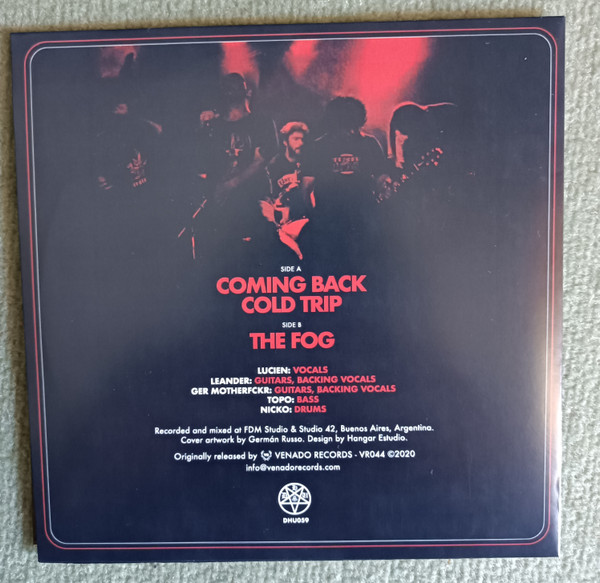 SIDE A
COMING BACK
COLD TRIP
SIDE B
THE FOG
LUCIEN: VOCALS
LEANDER: GUITARS, BACKING VOCALS
GER MOTHERFCKR: GUITARS, BACKING VOCALS
TOPO: BASS
NICKO: DRUMS
Recorded and mixed at FDM Studio & Studio 42, Buenos Aires, Argentina.
Cover artwork by Germán Russo. Design by Hangar Estudio.
Originally released by VENADO RECORDS - VR044 ©2020
info@venadorecords.com
DHU059